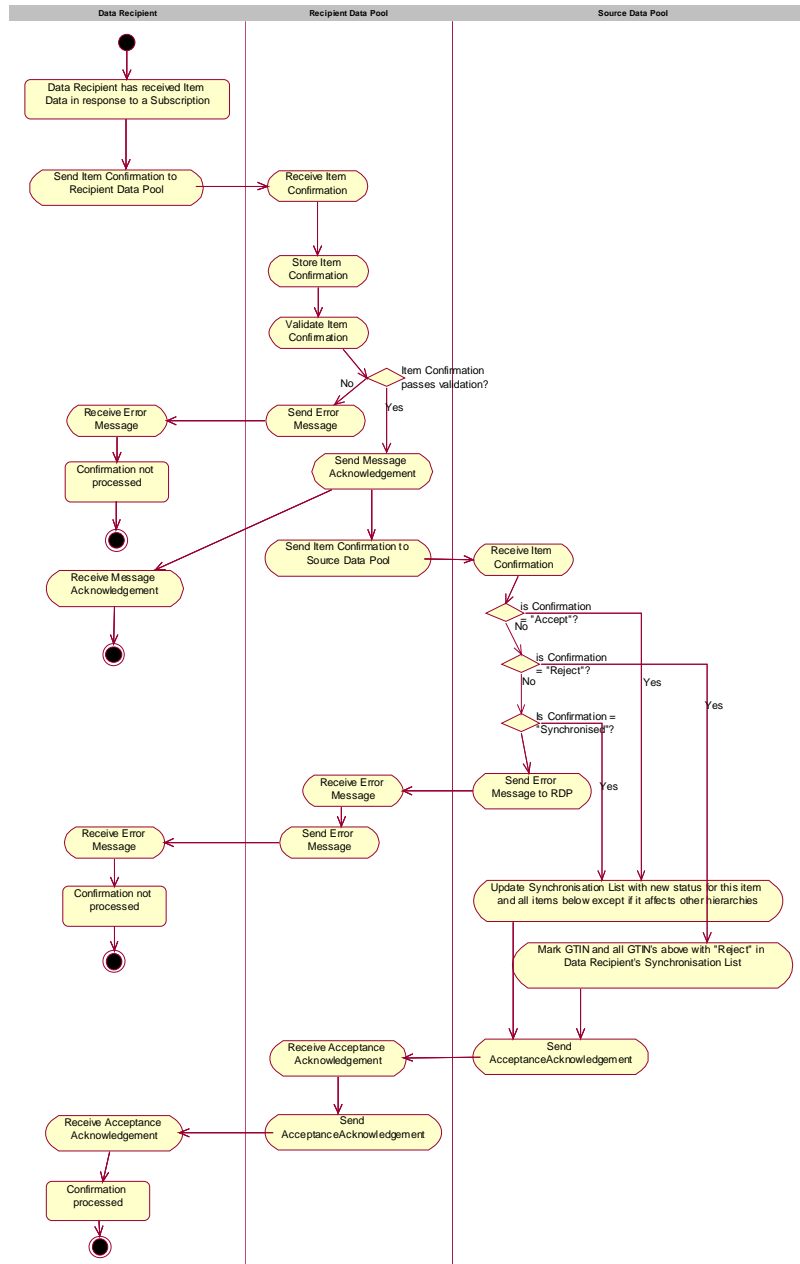 Data Recipient
Recipient Data Pool
Source Data Pool
Data Recipient has received Item
Data in response to a Subscription
Send Item Confirmation to
Recipient Data Pool
Receive Item
Confirmation
Store Item
Confirmation
Validate Item
Confirmation
Item Confirmation
passes validation?
No
Yes
Receive Error
Message
Send Error
Message
Send Message
Acknowledgement
Confirmation not
processed
Send Item Confirmation to
Source Data Pool
Receive Item
Confirmation
Receive Message
Acknowledgement
is Confirmation
= "Accept"?
No
is Confirmation
= "Reject"?
No
Yes
Yes
Is Confirmation =
"Synchronised"?
Yes
Send Error
Message to RDP
Receive Error
Message
Send Error
Message
Receive Error
Message
Confirmation not
processed
Update Synchronisation List with new status for this item
and all items below except if it affects other hierarchies
Mark GTIN and all GTIN's above with "Reject" in
Data Recipient's Synchronisation List
Send
AcceptanceAcknowledgement
Receive Acceptance
Acknowledgement
Send
AcceptanceAcknowledgement
Receive Acceptance
Acknowledgement
Confirmation
processed